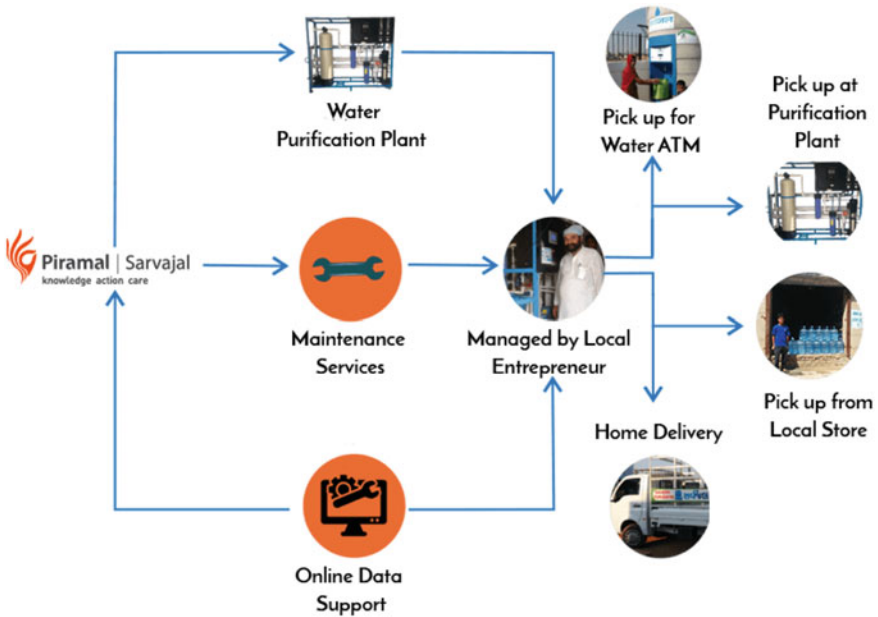 Water
Purification Plant
Pick up for
Water ATM
Pick up at
Purification
Plant
Piramal | Sarvajal
knowledge action care
Maintenance
Services
Managed by Local
Entrepreneur
Pick up from
Local Store
Home Delivery
Online Data
Support